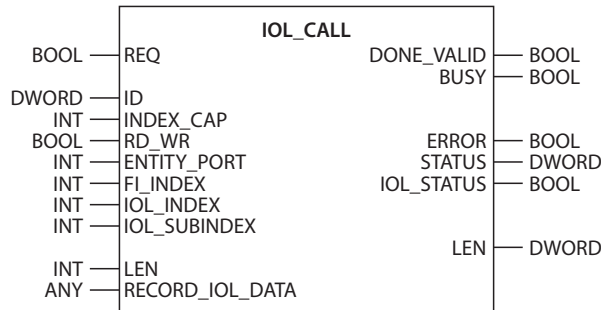 IOL_CALL
BOOL REQ DONE_VALID BOOL
BUSY BOOL
DWORD ID
INT INDEX_CAP
BOOL RD_WR ERROR BOOL
INT ENTITY_PORT STATUS DWORD
INT FI_INDEX IOL_STATUS BOOL
INT IOL_INDEX
INT IOL_SUBINDEX
LEN DWORD
INT LEN
ANY RECORD_IOL_DATA